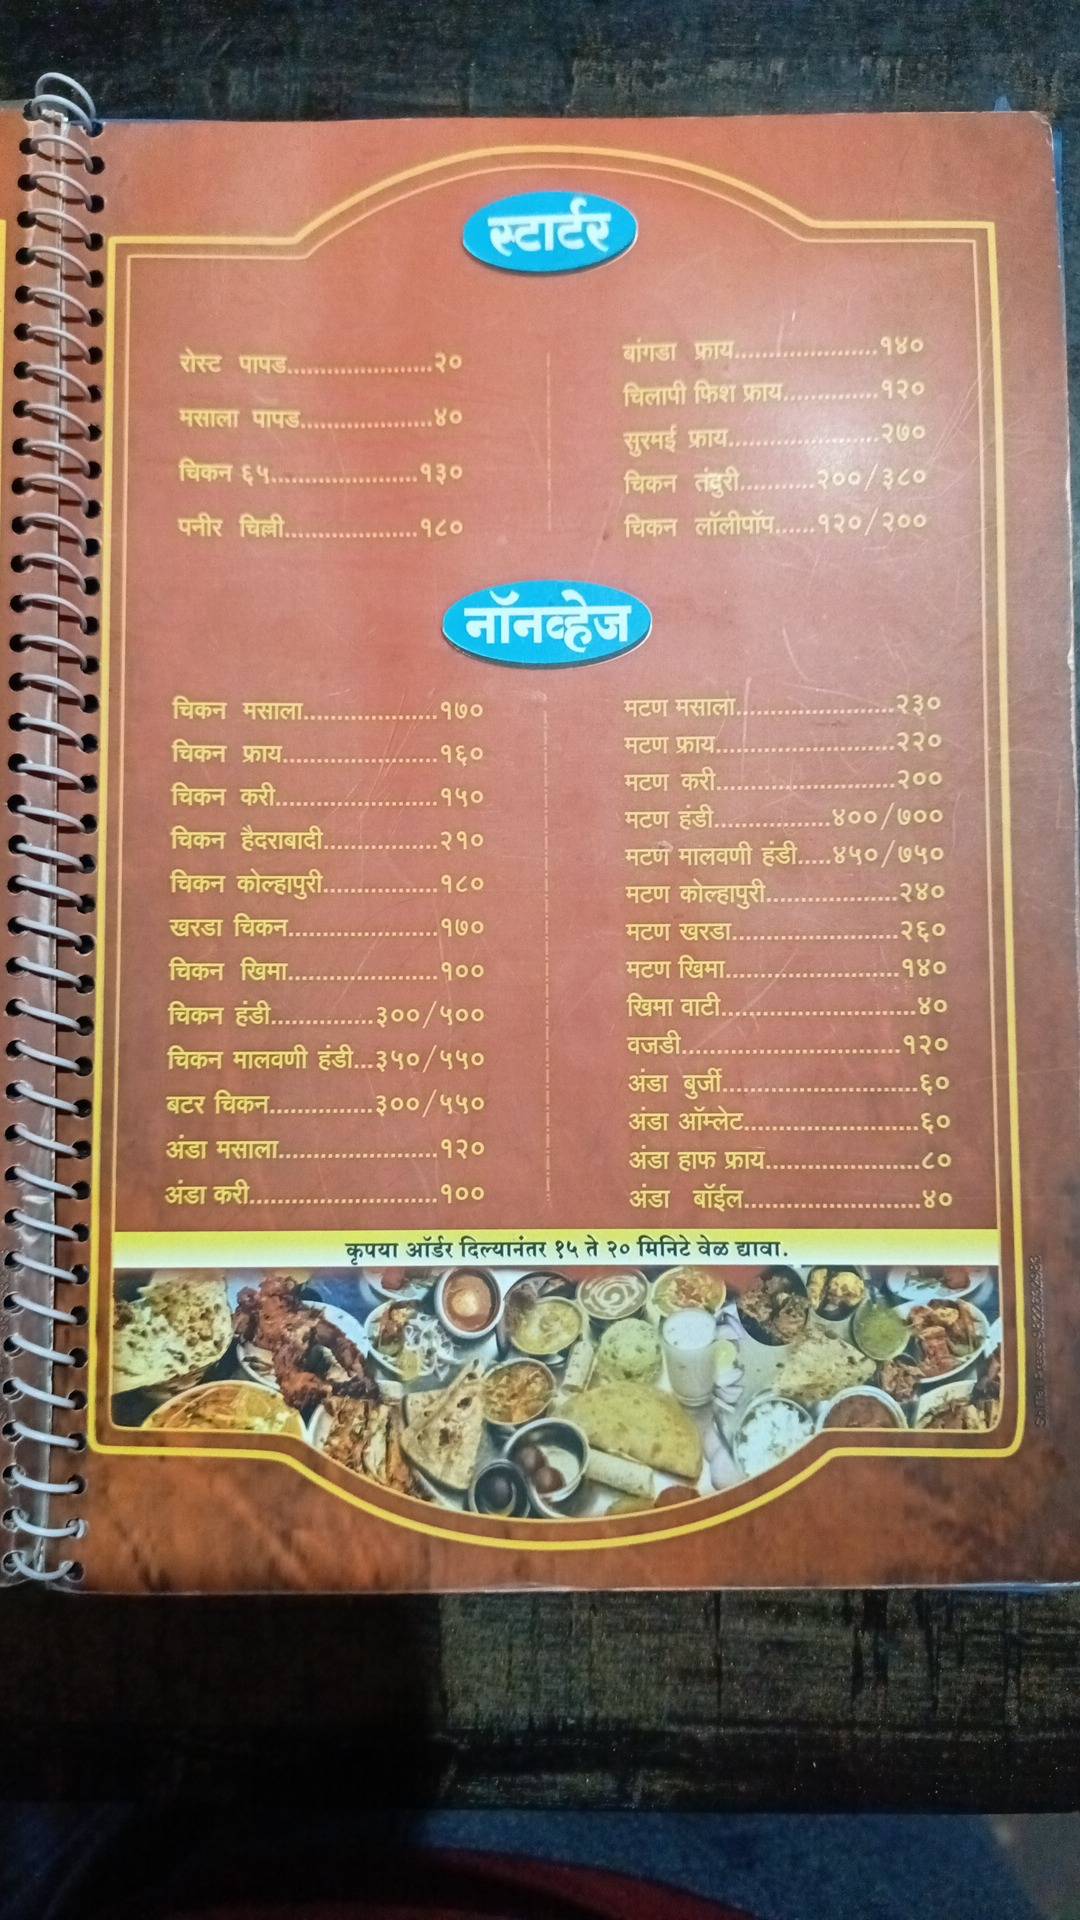 स्टार्टर
रोस्ट पापड......................२०
मसाला पापड.....................४०
चिकन ६५.......................१३०
पनीर चिल्ली.....................१८०
बांगडा फ्राय.......................१४०
चिलापी फिश फ्राय...............१२०
सुरमई फ्राय........................२७०
चिकन तंदुरी............२००/३८०
चिकन लॉलीपॉप......१२०/२००
नॉनव्हेज
चिकन मसाला......................१७०
चिकन फ्राय.........................१६०
चिकन करी..........................१५०
चिकन हैदराबादी...................२१०
चिकन कोल्हापुरी...................१८०
खरडा चिकन........................१७०
चिकन खिमा........................१००
चिकन हंडी................३००/५००
चिकन मालवणी हंडी...३५०/५५०
बटर चिकन................३००/५५०
अंडा मसाला.........................१२०
अंडा करी..............................१००
मटण मसाला.........................२३०
मटण फ्राय............................२२०
मटण करी............................२००
मटण हंडी..................४००/७००
मटण मालवणी हंडी.....४५०/७५०
मटण कोल्हापुरी.....................२४०
मटण खरडा..........................२६०
मटण खिमा...........................१४०
खिमा वाटी..............................४०
वजडी...................................१२०
अंडा बुर्जी...............................६०
अंडा ऑम्लेट............................६०
अंडा हाफ फ्राय.........................८०
अंडा बॉईल............................४०
कृपया ऑर्डर दिल्यानंतर १५ ते २० मिनिटे वेळ द्यावा.